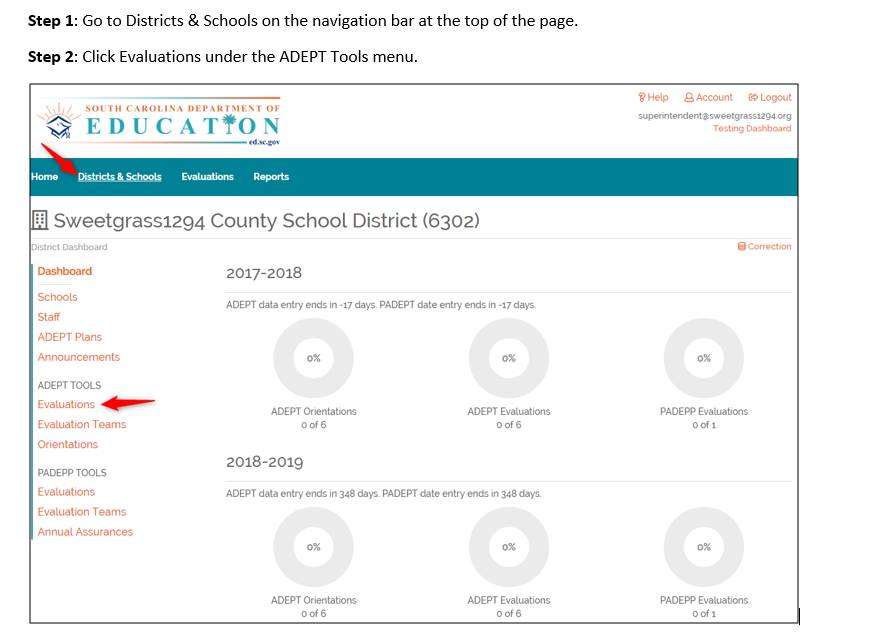 Step 1: Go to Districts & Schools on the navigation bar at the top of the page.
Step 2: Click Evaluations under the ADEPT Tools menu.
Help Account Logout
SOUTH CAROLINA DEPARTMENT OF
EDUCATION
ed.sc.gov
superintendent@sweetgrass1294.org
Testing Dashboard
Home Districts & Schools Evaluations Reports
Sweetgrass1294 County School District (6302)
District Dashboard
Correction
Dashboard
Schools
Staff
ADEPT Plans
Announcements
ADEPT TOOLS
Evaluations
Evaluation Teams
Orientations
PADEPP TOOLS
Evaluations
Evaluation Teams
Annual Assurances
2017-2018
ADEPT data entry ends in -17 days. PADEPT date entry ends in -17 days.
0% 0% 0%
ADEPT Orientations ADEPT Evaluations PADEPP Evaluations
0 of 6 0 of 6 0 of 1
2018-2019
ADEPT data entry ends in 348 days. PADEPT date entry ends in 348 days.
0% 0% 0%
ADEPT Orientations ADEPT Evaluations PADEPP Evaluations
0 of 6 0 of 6 0 of 1